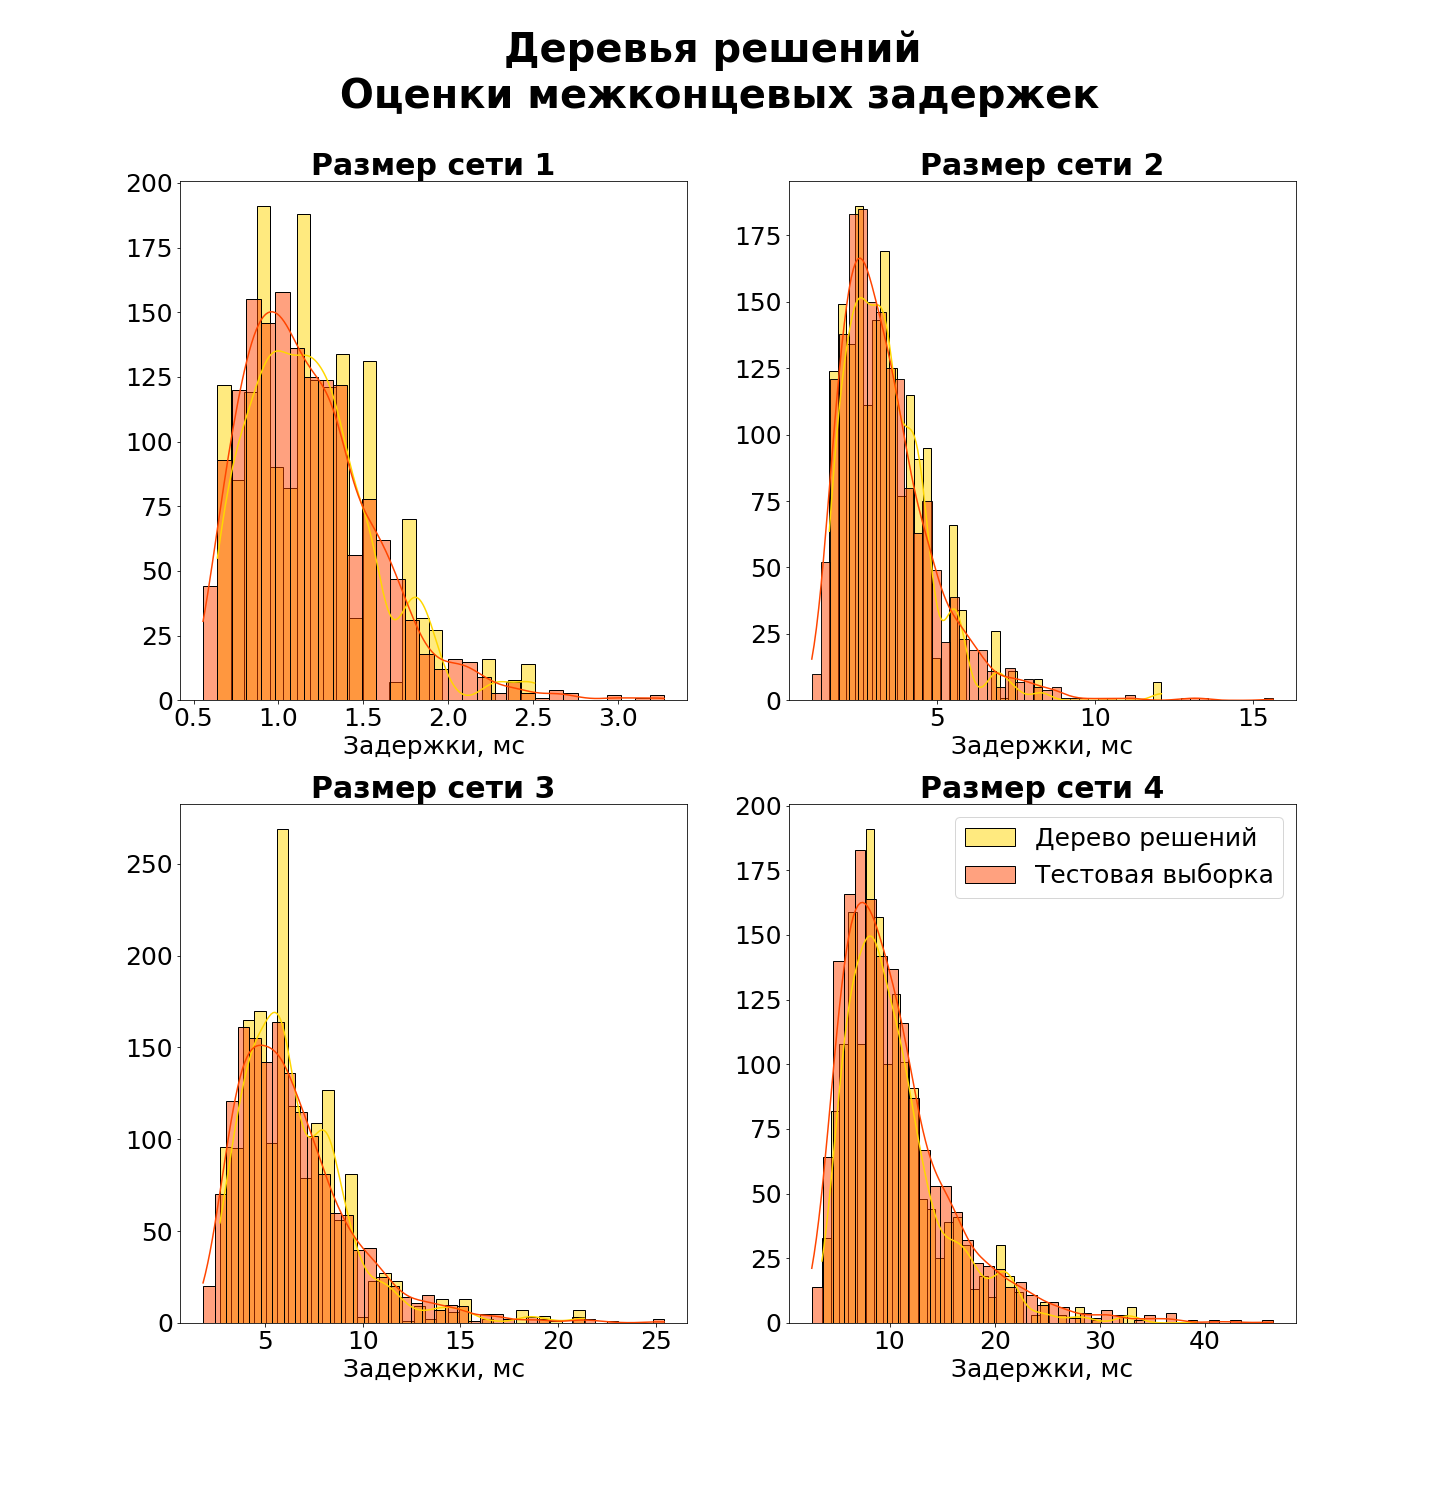 Деревья решений
Оценки межконцевых задержек
Размер сети 1
200
175
150
125
100
75
50
25
0
0.5 1.0 1.5 2.0 2.5 3.0
Задержки, мс
Размер сети 2
175
150
125
100
75
50
25
0
5 10 15
Задержки, мс
Размер сети 3
250
200
150
100
50
0
5 10 15 20 25
Задержки, мс
Размер сети 4
200
175
150
125
100
75
50
25
0
10 20 30 40
Задержки, мс
Дерево решений
Тестовая выборка